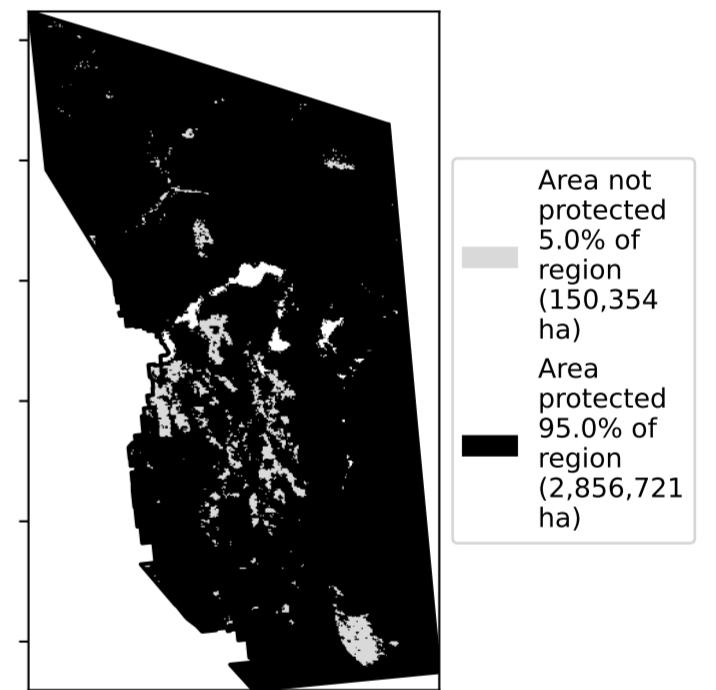 Area not
protected
5.0% of
region
(150,354
ha)
Area
protected
95.0% of
region
(2,856,721
ha)